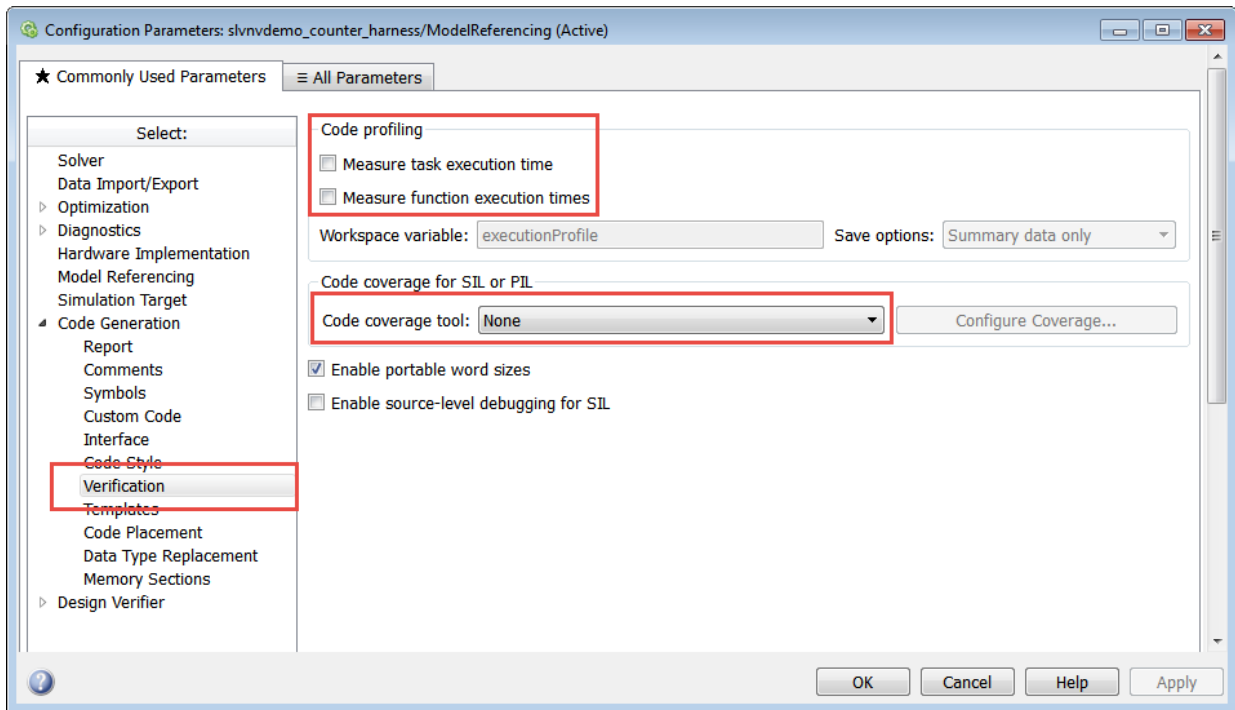 Configuration Parameters: slvnvdemo_counter_harness/ModelReferencing (Active)
★ Commonly Used Parameters
≡ All Parameters
Select:
Solver
Data Import/Export
Optimization
Diagnostics
Hardware Implementation
Model Referencing
Simulation Target
Code Generation
Report
Comments
Symbols
Custom Code
Interface
Code Style
Verification
Templates
Code Placement
Data Type Replacement
Memory Sections
Design Verifier
Code profiling
Measure task execution time
Measure function execution times
Workspace variable: executionProfile Save options: Summary data only
Code coverage for SIL or PIL
Code coverage tool: None Configure Coverage...
Enable portable word sizes
Enable source-level debugging for SIL
? OK Cancel Help Apply